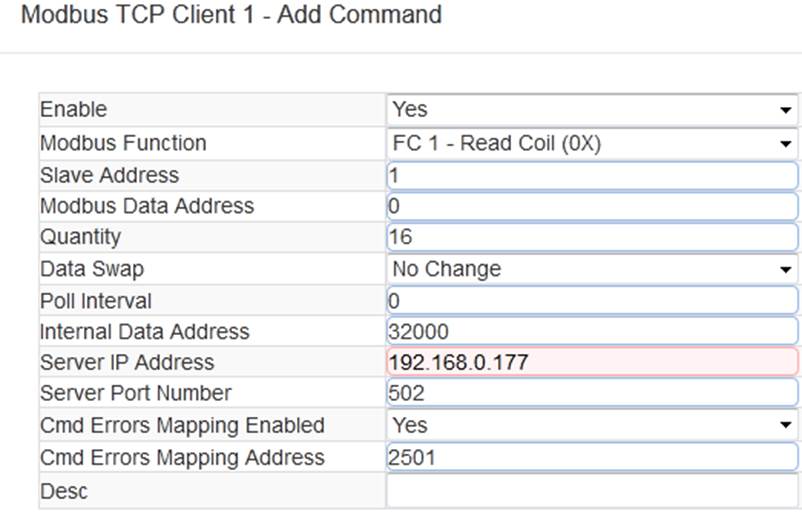 Modbus TCP Client 1 - Add Command
Enable Yes
Modbus Function FC 1 - Read Coil (0X)
Slave Address 1
Modbus Data Address 0
Quantity 16
Data Swap No Change
Poll Interval 0
Internal Data Address 32000
Server IP Address 192.168.0.177
Server Port Number 502
Cmd Errors Mapping Enabled Yes
Cmd Errors Mapping Address 2501
Desc